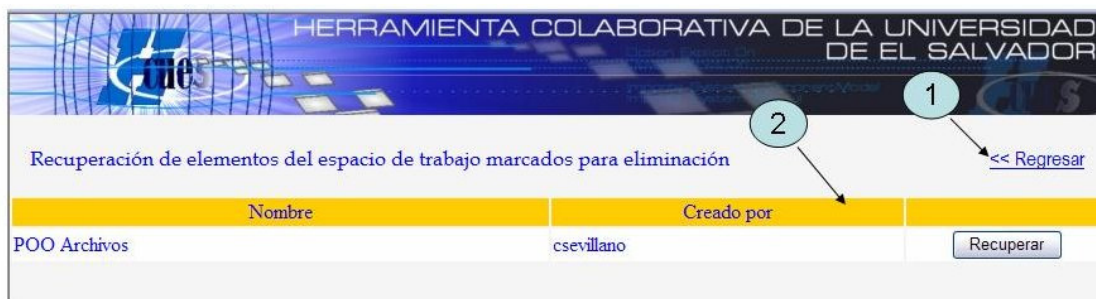 HERRAMIENTA COLABORATIVA DE LA UNIVERSIDAD
DE EL SALVADOR
cues
1
2
Recuperación de elementos del espacio de trabajo marcados para eliminación
<< Regresar
Nombre Creado por
POO Archivos csevillano Recuperar